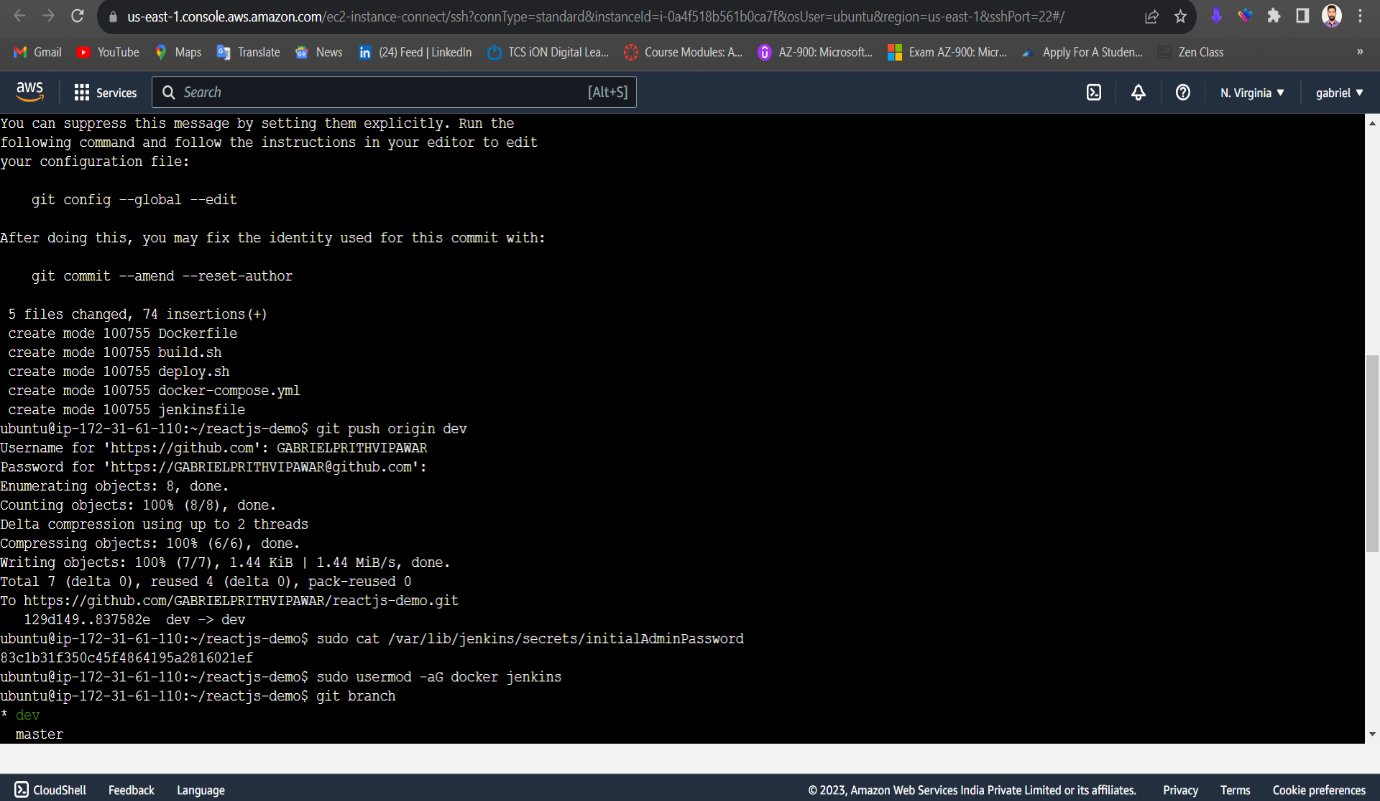 us-east-1.console.aws.amazon.com/ec2-instance-connect/ssh?connType=standard&instanceId=i-0a4f518b561b0ca7f&osUser=ubuntu&region=us-east-1&sshPort=22#/
Gmail YouTube Maps Translate News (24) Feed | LinkedIn TCS iON Digital Lea... Course Modules: A... AZ-900: Microsoft... Exam AZ-900: Micr... Apply For A Studen... Zen Class »
aws Services Search [Alt+S] N. Virginia ▼ gabriel ▼
You can suppress this message by setting them explicitly. Run the
following command and follow the instructions in your editor to edit
your configuration file:
git config --global --edit
After doing this, you may fix the identity used for this commit with:
git commit --amend --reset-author
5 files changed, 74 insertions(+)
create mode 100755 Dockerfile
create mode 100755 build.sh
create mode 100755 deploy.sh
create mode 100755 docker-compose.yml
create mode 100755 jenkinsfile
ubuntu@ip-172-31-61-110:~/reactjs-demo$ git push origin dev
Username for 'https://github.com': GABRIELPRITHVIPAWAR
Password for 'https://GABRIELPRITHVIPAWAR@github.com':
Enumerating objects: 8, done.
Counting objects: 100% (8/8), done.
Delta compression using up to 2 threads
Compressing objects: 100% (6/6), done.
Writing objects: 100% (7/7), 1.44 KiB | 1.44 MiB/s, done.
Total 7 (delta 0), reused 4 (delta 0), pack-reused 0
To https://github.com/GABRIELPRITHVIPAWAR/reactjs-demo.git
129d149..837582e  dev -> dev
ubuntu@ip-172-31-61-110:~/reactjs-demo$ sudo cat /var/lib/jenkins/secrets/initialAdminPassword
83c1b31f350c45f4864195a2816021ef
ubuntu@ip-172-31-61-110:~/reactjs-demo$ sudo usermod -aG docker jenkins
ubuntu@ip-172-31-61-110:~/reactjs-demo$ git branch
* dev
master
CloudShell Feedback Language © 2023, Amazon Web Services India Private Limited or its affiliates. Privacy Terms Cookie preferences